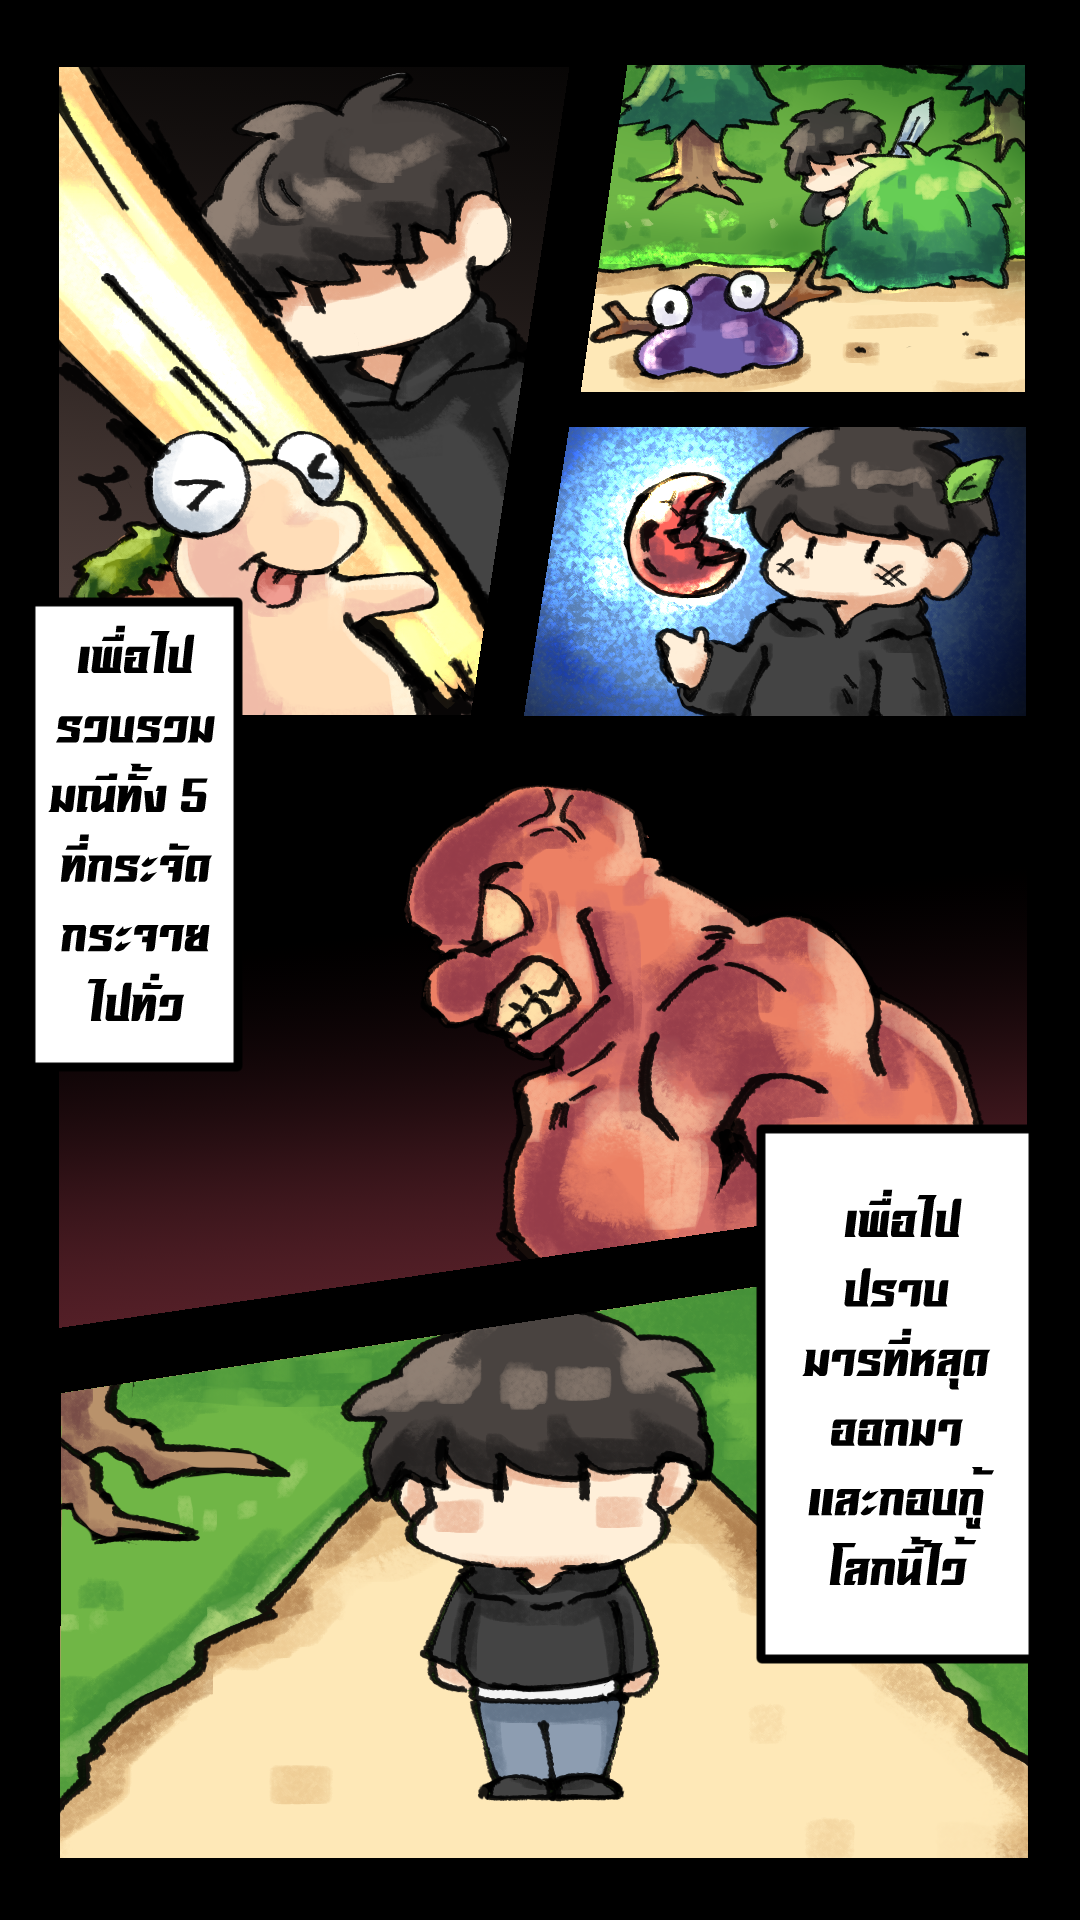 เพื่อไป
รวบรวม
มณีทั้ง 5
ที่กระจัด
กระจาย
ไปทั่ว
เพื่อไป
ปราบ
มารที่หลุด
ออกมา
และกอบกู้
โลกนี้ไว้